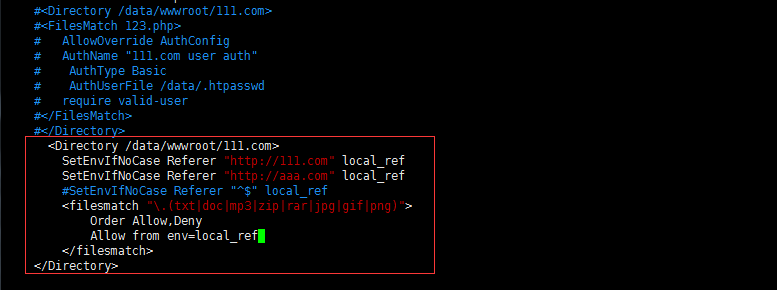 #<Directory /data/wwwroot/111.com>
#<FilesMatch 123.php>
#   AllowOverride AuthConfig
#   AuthName "111.com user auth"
#    AuthType Basic
#    AuthUserFile /data/.htpasswd
#   require valid-user
#</FilesMatch>
#</Directory>
<Directory /data/wwwroot/111.com>
SetEnvIfNoCase Referer "http://111.com" local_ref
SetEnvIfNoCase Referer "http://aaa.com" local_ref
#SetEnvIfNoCase Referer "^$" local_ref
<filesmatch "\.(txt|doc|mp3|zip|rar|jpg|gif|png)">
Order Allow,Deny
Allow from env=local_ref
</filesmatch>
</Directory>